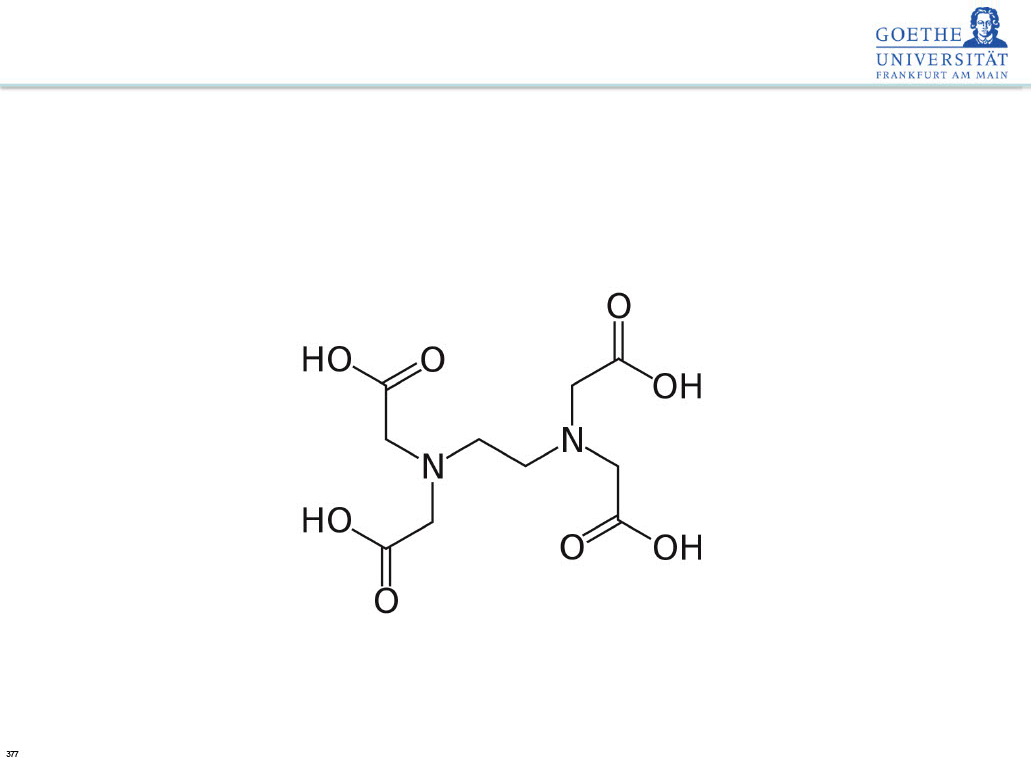 GOETHE
UNIVERSITÄT
FRANKFURT AM MAIN
O
HO O
OH
N
N
HO
O OH
O
377